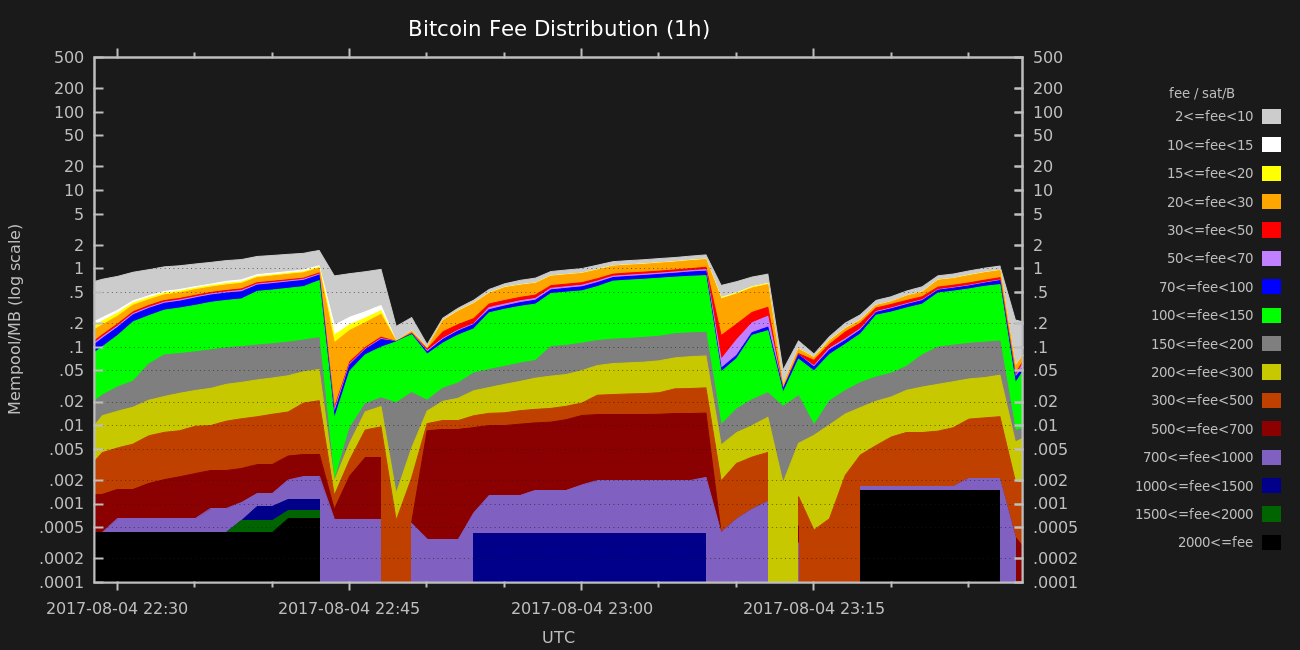 Bitcoin Fee Distribution (1h)
Mempool/MB (log scale)
500
200
100
50
20
10
5
2
1
.5
.2
.1
.05
.02
.01
.005
.002
.001
.0005
.0002
.0001
500
200
100
50
20
10
5
2
1
.5
.2
.1
.05
.02
.01
.005
.002
.001
.0005
.0002
.0001
2017-08-04 22:30
2017-08-04 22:45
2017-08-04 23:00
2017-08-04 23:15
UTC
fee / sat/B
2<=fee<10
10<=fee<15
15<=fee<20
20<=fee<30
30<=fee<50
50<=fee<70
70<=fee<100
100<=fee<150
150<=fee<200
200<=fee<300
300<=fee<500
500<=fee<700
700<=fee<1000
1000<=fee<1500
1500<=fee<2000
2000<=fee